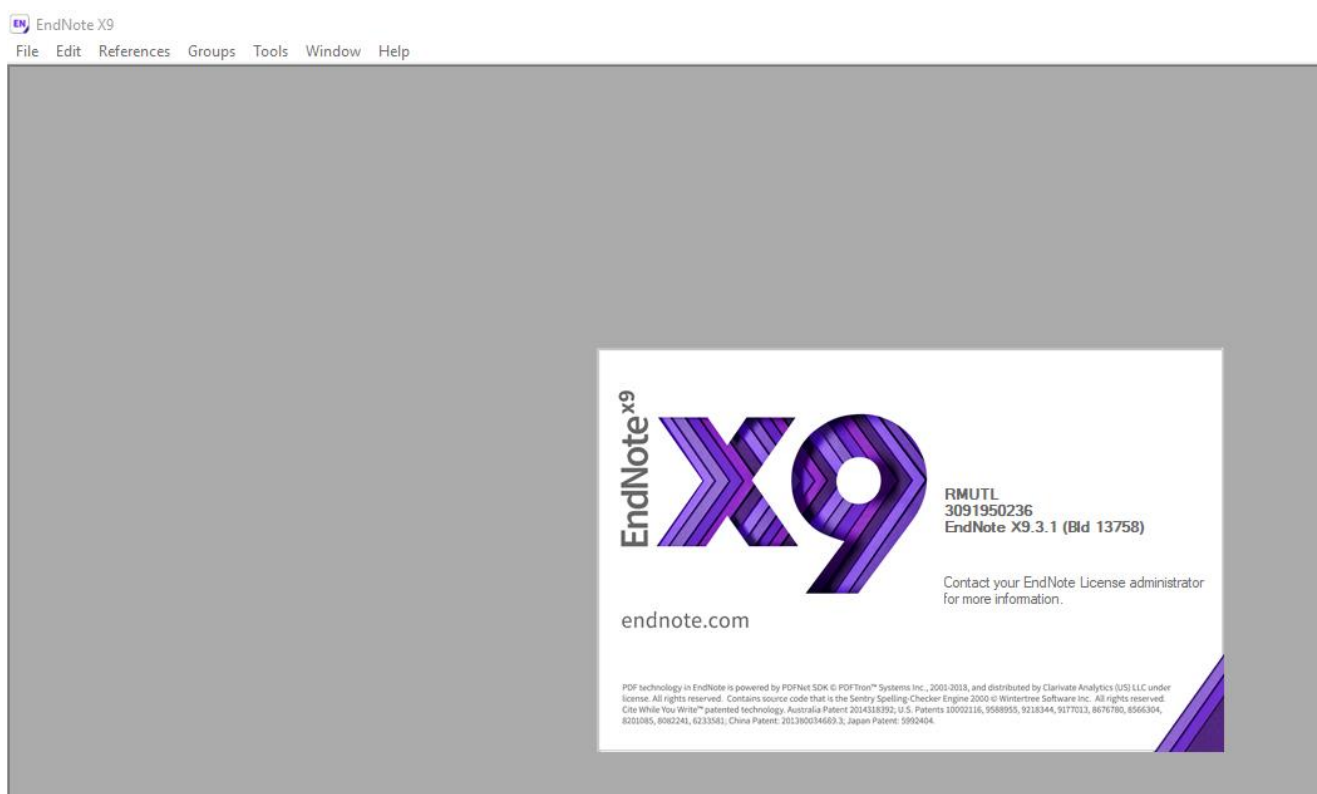 EndNote X9
File Edit References Groups Tools Window Help
EndNote X9
X9
RMUTL
3091950236
EndNote X9.3.1 (Bld 13758)
Contact your EndNote License administrator
for more information.
endnote.com
PDF technology in EndNote is powered by PDFNet SDK © PDFTron™ Systems Inc., 2001-2018, and distributed by Clarivate Analytics (US) LLC under
license. All rights reserved. Contains source code that is the Sentry Spelling-Checker Engine 2000 © Wintertree Software Inc. All rights reserved.
Cite While You Write™ patented technology. Australia Patent 2014318392; U.S. Patents 10002116, 9588955, 9218344, 9177013, 8676780, 8566304,
8201085, 8082241, 6233581; China Patent: 201380034689.3; Japan Patent: 5992404.